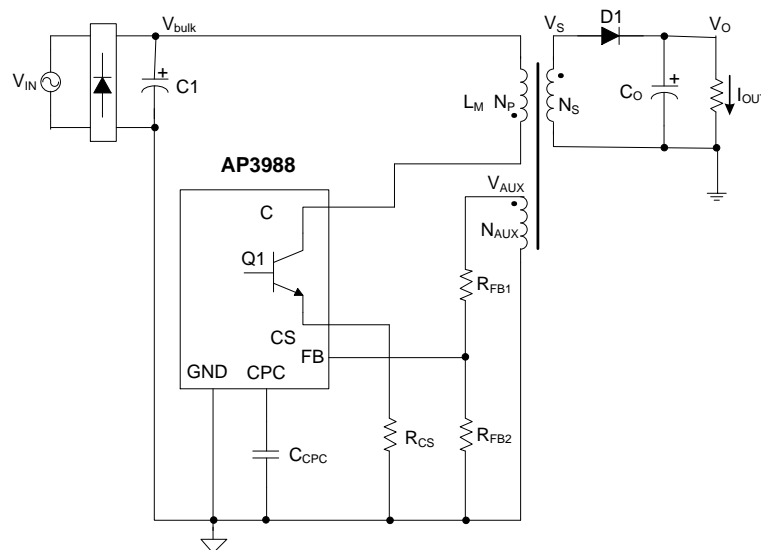 V_bulk
V_S
D1
V_O
V_IN
C1
L_M N_P
N_S
C_O
I_OUT
AP3988
V_AUX
C
N_AUX
Q1
R_FB1
CS
FB
GND CPC
R_CS
R_FB2
C_CPC